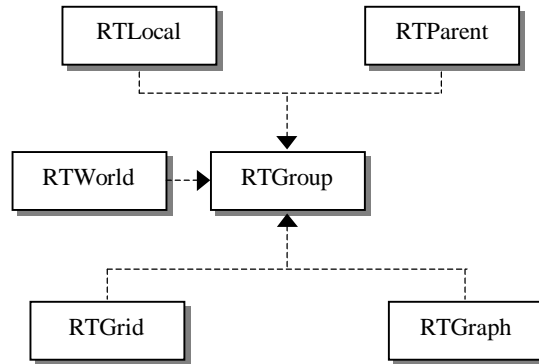 RTLocal
RTParent
RTWorld
RTGroup
RTGrid
RTGraph